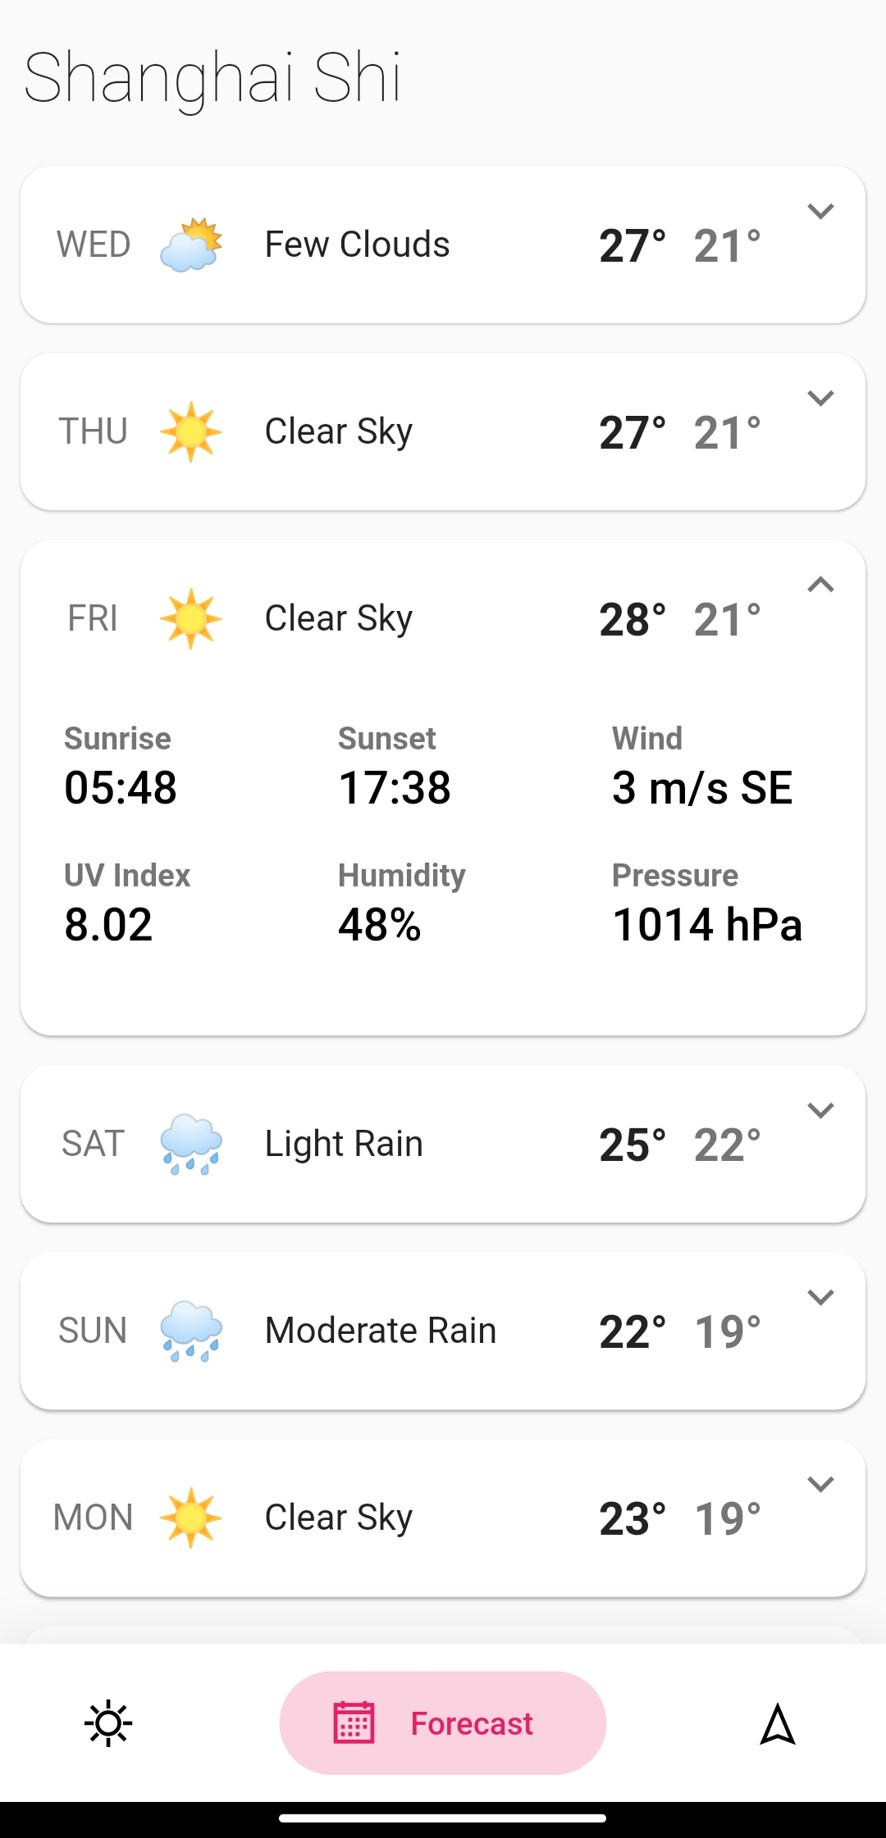 Shanghai Shi
WED Few Clouds 27° 21°
THU Clear Sky 27° 21°
FRI Clear Sky 28° 21°
Sunrise Sunset Wind
05:48 17:38 3 m/s SE
UV Index Humidity Pressure
8.02 48% 1014 hPa
SAT Light Rain 25° 22°
SUN Moderate Rain 22° 19°
MON Clear Sky 23° 19°
Forecast